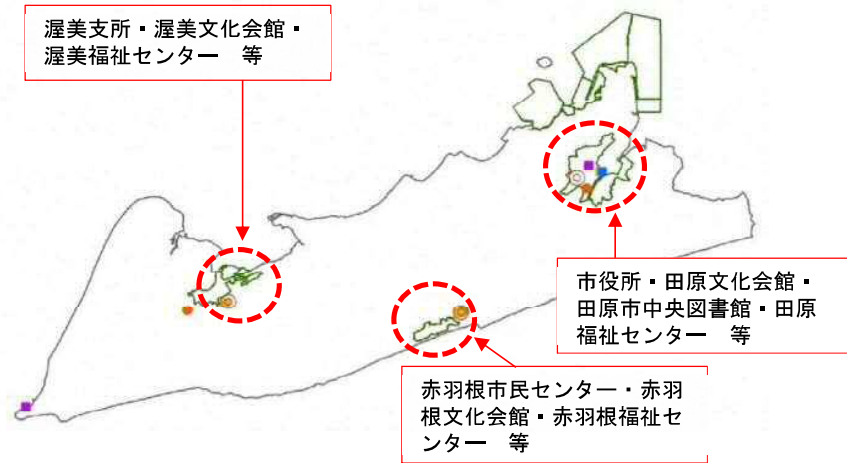 渥美支所・渥美文化会館・
渥美福祉センター　等
市役所・田原文化会館・
田原市中央図書館・田原
福祉センター　等
赤羽根市民センター・赤羽
根文化会館・赤羽根福祉セ
ンター　等